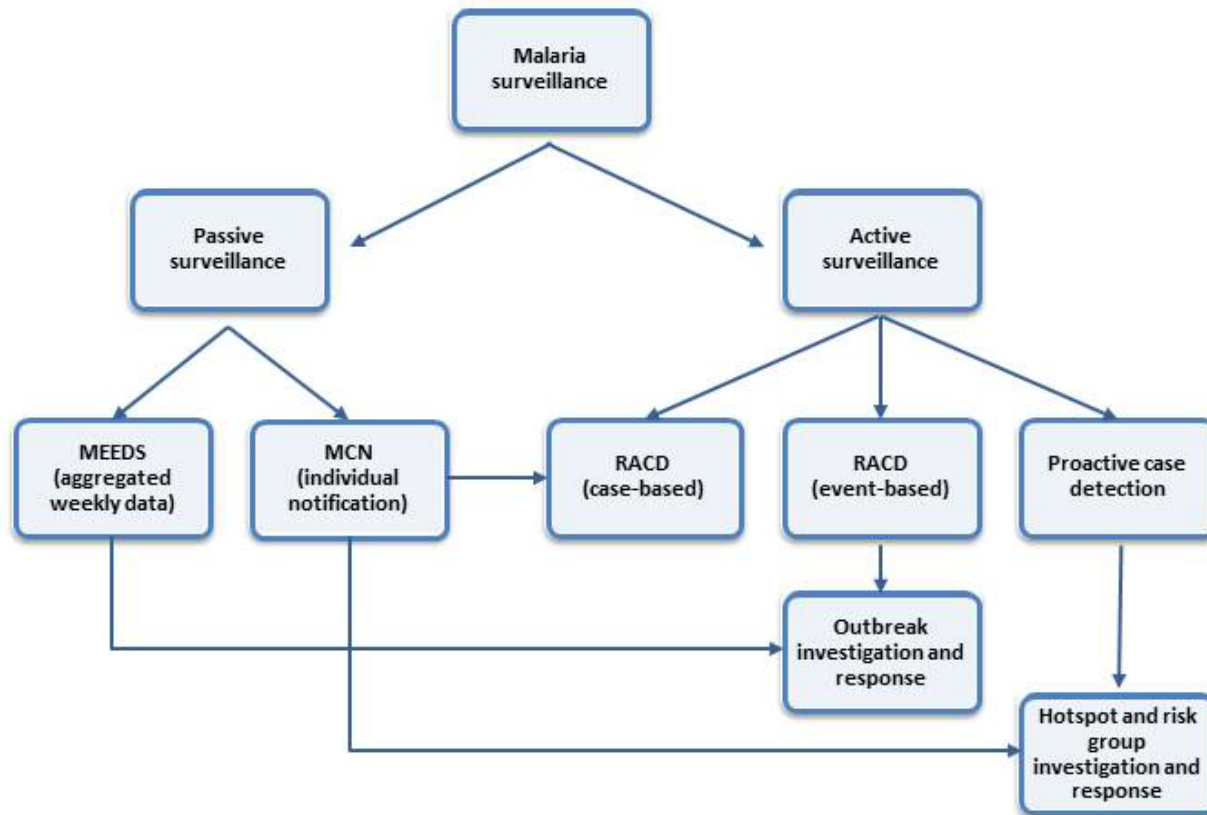 Malaria
surveillance
Passive
surveillance
Active
surveillance
MEEDS
(aggregated
weekly data)
MCN
(individual
notification)
RACD
(case-based)
RACD
(event-based)
Proactive case
detection
Outbreak
investigation and
response
Hotspot and risk
group
investigation and
response